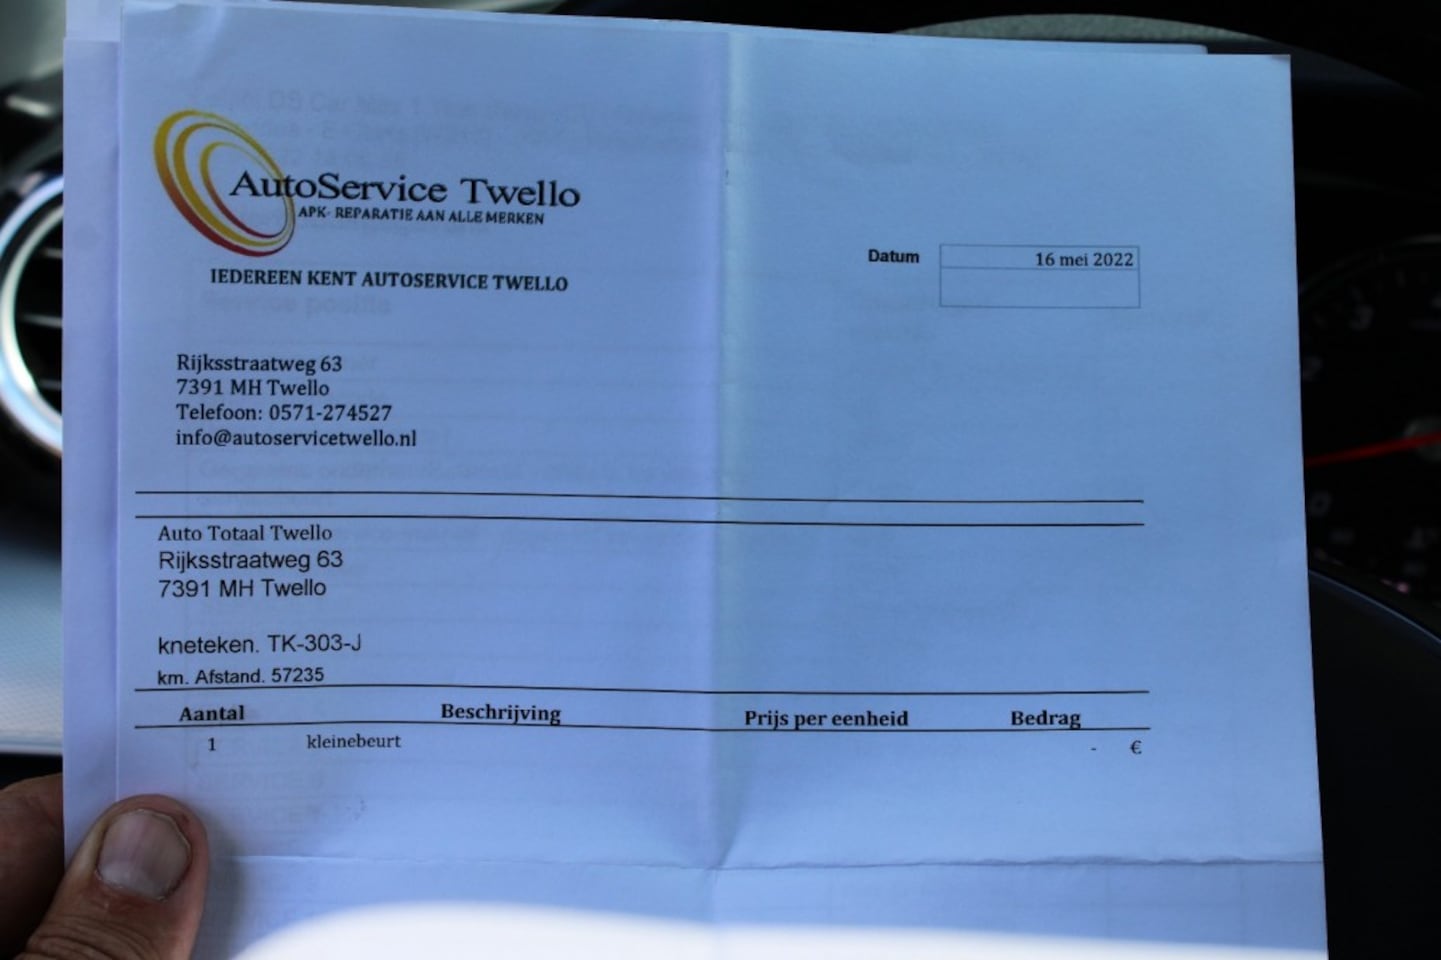 AutoService Twello
APK- REPARATIE AAN ALLE MERKEN
IEDEREEN KENT AUTOSERVICE TWELLO
Datum 16 mei 2022
Rijksstraatweg 63
7391 MH Twello
Telefoon: 0571-274527
info@autoservicetwello.nl
Auto Totaal Twello
Rijksstraatweg 63
7391 MH Twello
kneteken. TK-303-J
km. Afstand. 57235
Aantal Beschrijving Prijs per eenheid Bedrag
1 kleinebeurt - €